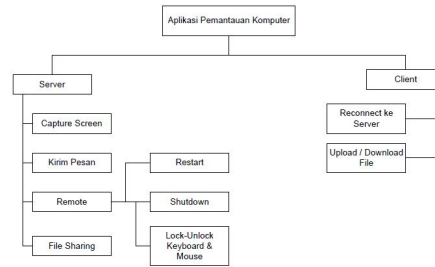 Aplikasi Pemantauan Komputer
Server
Client
Capture Screen
Reconnect ke
Server
Kirim Pesan
Restart
Upload / Download
File
Remote
Shutdown
File Sharing
Lock-Unlock
Keyboard &
Mouse